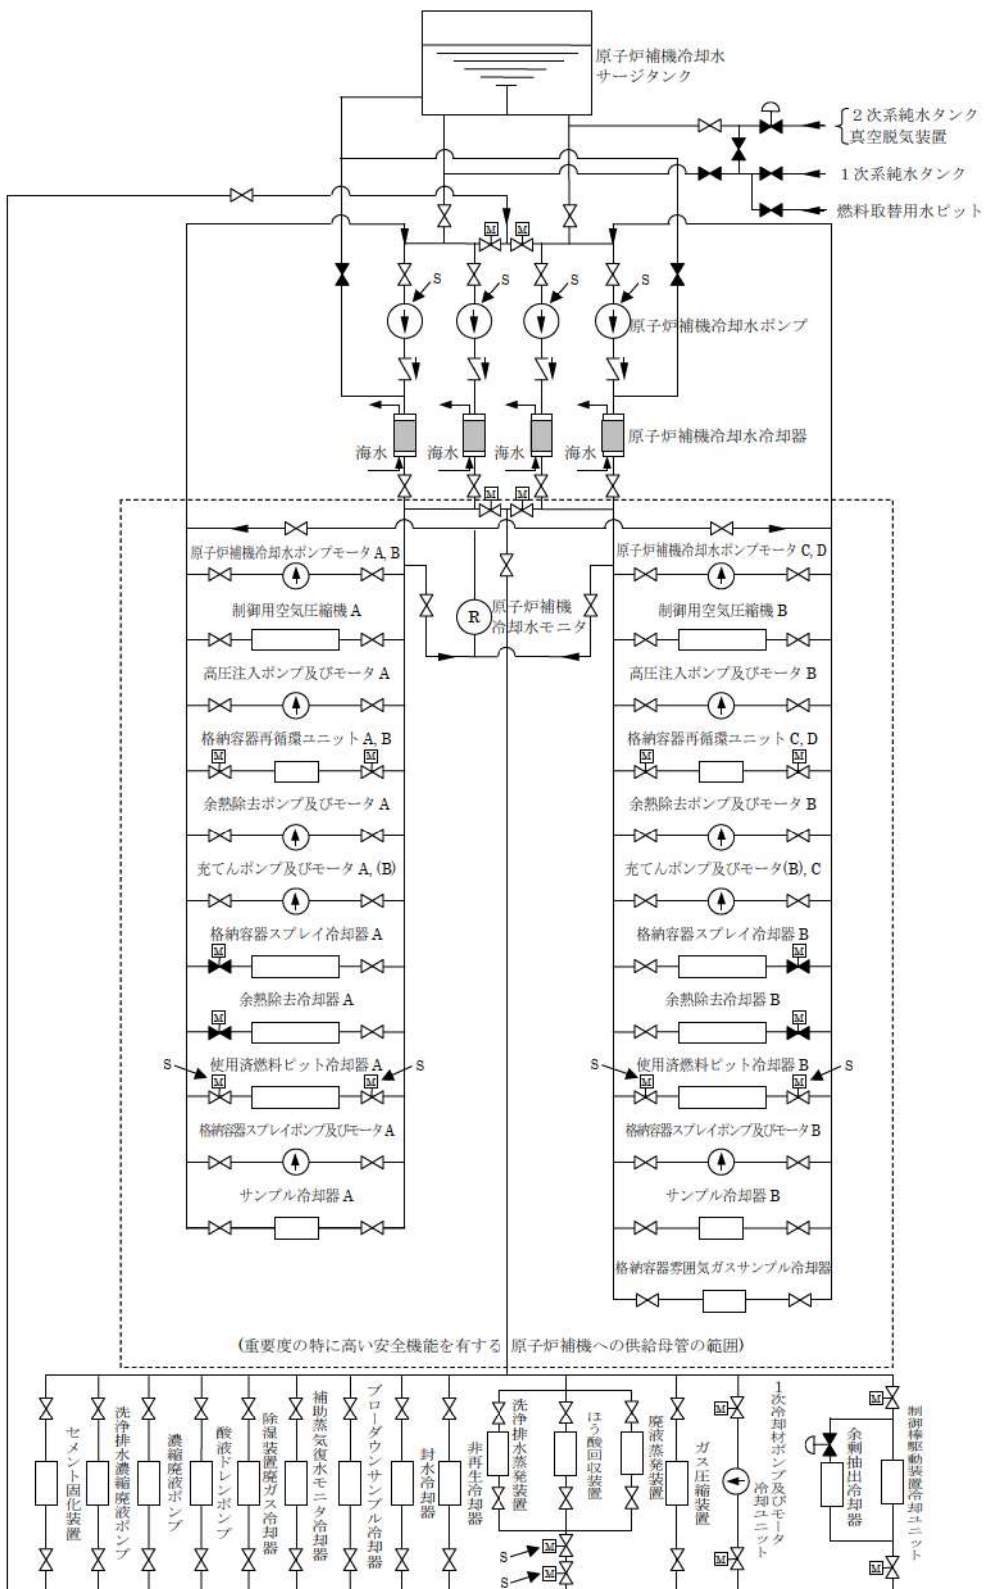 原子炉補機冷却水
サージタンク
2次系純水タンク
真空脱気装置
1次系純水タンク
燃料取替用水ピット
M
M
S
S
S
S
原子炉補機冷却水ポンプ
原子炉補機冷却水冷却器
海水
海水
海水
海水
M
M
原子炉補機冷却水ポンプモータ A, B
原子炉補機冷却水ポンプモータ C, D
制御用空気圧縮機 A
R
原子炉補機
冷却水モニタ
制御用空気圧縮機 B
高圧注入ポンプ及びモータ A
高圧注入ポンプ及びモータ B
格納容器再循環ユニット A, B
格納容器再循環ユニット C, D
M
M
M
M
余熱除去ポンプ及びモータ A
余熱除去ポンプ及びモータ B
充てんポンプ及びモータ A, (B)
充てんポンプ及びモータ(B), C
格納容器スプレイ冷却器 A
格納容器スプレイ冷却器 B
M
M
余熱除去冷却器 A
余熱除去冷却器 B
M
M
S
使用済燃料ピット冷却器 A
S
S
使用済燃料ピット冷却器 B
S
M
M
M
M
格納容器スプレイポンプ及びモータA
格納容器スプレイポンプ及びモータB
サンプル冷却器 A
サンプル冷却器 B
格納容器雰囲気ガスサンプル冷却器
(重要度の特に高い安全機能を有する 原子炉補機への供給母管の範囲)
セメント固化装置
洗浄排水濃縮廃液ポンプ
濃縮廃液ポンプ
酸液ドレンポンプ
除湿装置廃ガス冷却器
補助蒸気復水モニタ冷却器
ブローダウンサンプル冷却器
封水冷却器
非再生冷却器
洗浄排水蒸発装置
ほう酸回収装置
廃液蒸発装置
ガス圧縮装置
1次冷却材ポンプ及びモータ
冷却ユニット
余剰抽出冷却器
制御棒駆動装置冷却ユニット
M
M
S
M
S
M
M
M